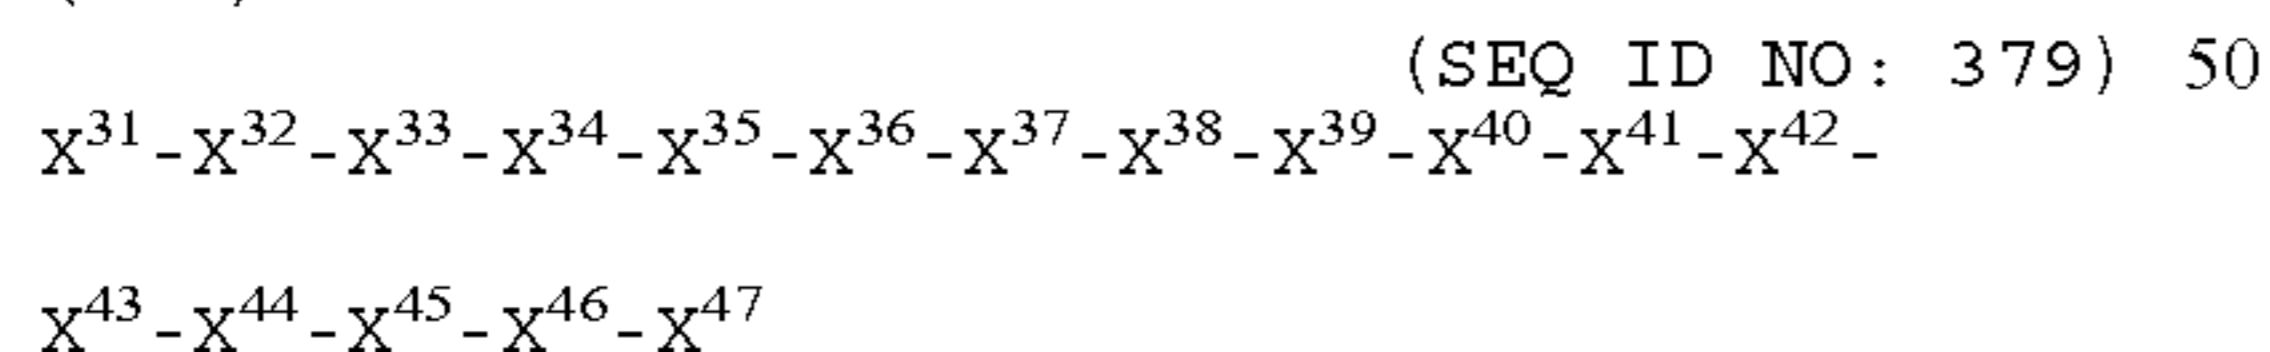 (SEQ ID NO: 379) 50
X³¹-X³²-X³³-X³⁴-X³⁵-X³⁶-X³⁷-X³⁸-X³⁹-X⁴⁰-X⁴¹-X⁴²-
X⁴³-X⁴⁴-X⁴⁵-X⁴⁶-X⁴⁷